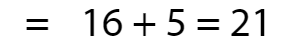 = 16 + 5 = 21